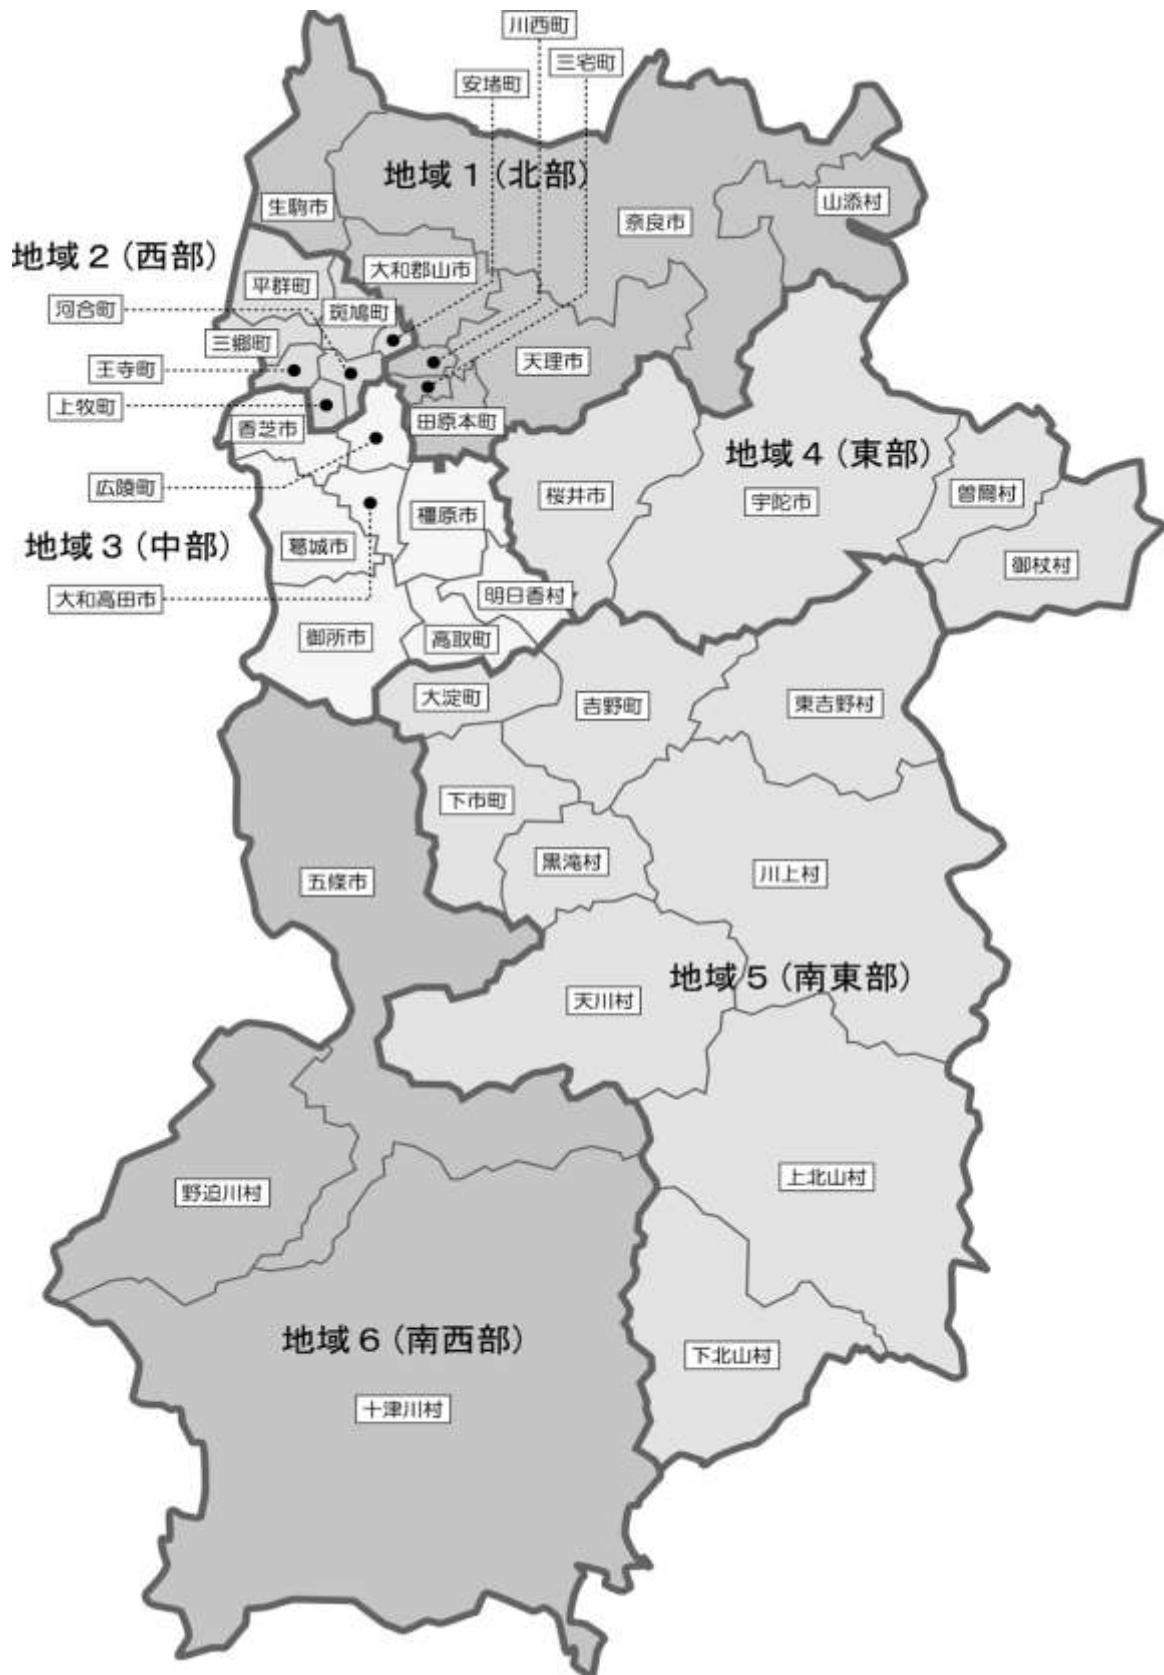 川西町
三宅町
安堵町
地域1(北部)
生駒市
奈良市
山添村
地域2(西部)
大和郡山市
平群町
斑鳩町
河合町
三郷町
天理市
王寺町
上牧町
香芝市
田原本町
地域4(東部)
広陵町
桜井市
宇陀市
曽爾村
橿原市
地域3(中部)
葛城市
御杖村
大和高田市
明日香村
御所市
高取町
大淀町
吉野町
東吉野村
下市町
黒滝村
川上村
五條市
地域5(南東部)
天川村
上北山村
野迫川村
地域6(南西部)
下北山村
十津川村